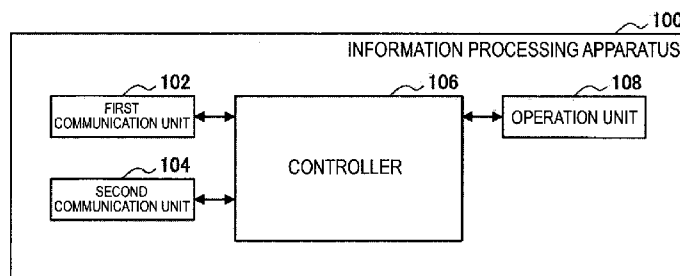 100
INFORMATION PROCESSING APPARATUS
102
FIRST
COMMUNICATION UNIT
106
CONTROLLER
108
OPERATION UNIT
104
SECOND
COMMUNICATION UNIT